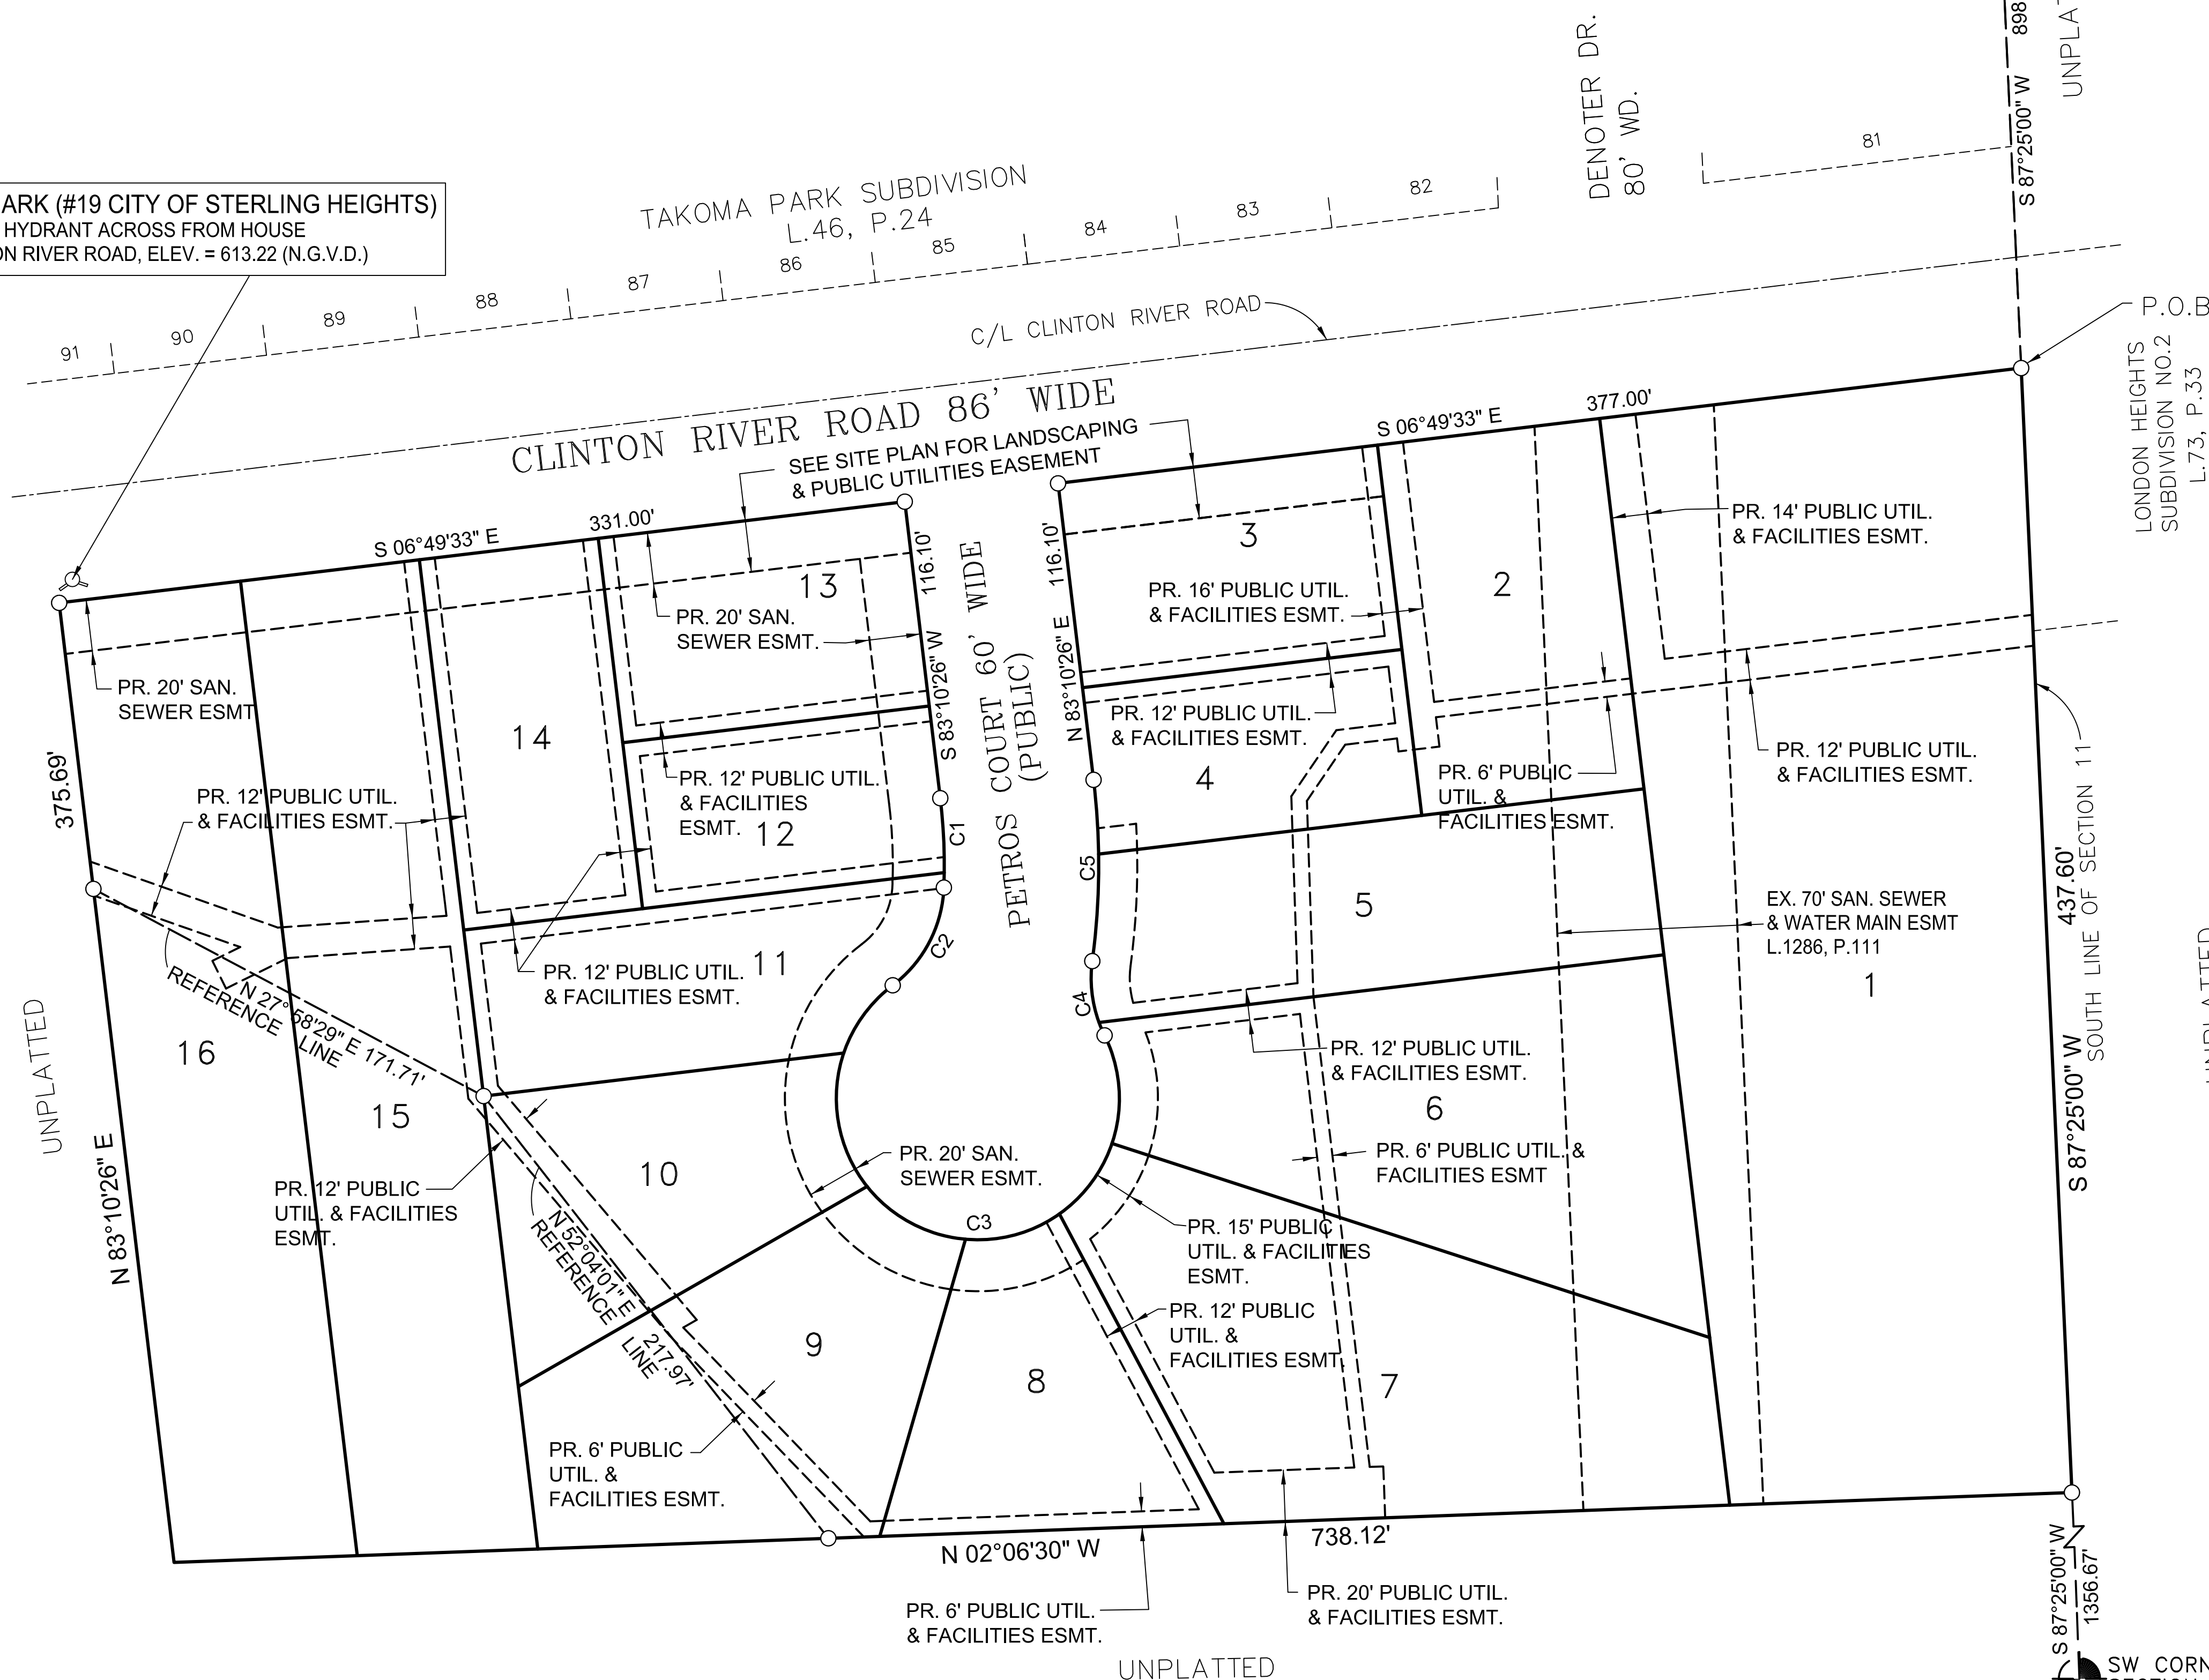 ARK (#19 CITY OF STERLING HEIGHTS)
HYDRANT ACROSS FROM HOUSE
ON RIVER ROAD, ELEV. = 613.22 (N.G.V.D.)
TAKOMA PARK SUBDIVISION
L.46, P.24
DENOTER DR.
80' WD.
898
S 87°25'00" W
91
90
89
88
87
86
85
84
83
82
81
C/L CLINTON RIVER ROAD
P.O.B
LONDON HEIGHTS
SUBDIVISION NO.2
L.73, P.33
CLINTON RIVER ROAD 86' WIDE
SEE SITE PLAN FOR LANDSCAPING
& PUBLIC UTILITIES EASEMENT
S 06°49'33" E
377.00'
S 06°49'33" E
331.00'
116.10'
S 83°10'26" W
116.10'
N 83°10'26" E
PETROS COURT 60' WIDE
(PUBLIC)
13
3
2
PR. 14' PUBLIC UTIL.
& FACILITIES ESMT.
PR. 16' PUBLIC UTIL.
& FACILITIES ESMT.
PR. 20' SAN.
SEWER ESMT.
PR. 20' SAN.
SEWER ESMT
14
PR. 12' PUBLIC UTIL.
& FACILITIES ESMT.
375.69'
PR. 12' PUBLIC UTIL.
& FACILITIES ESMT.
PR. 12' PUBLIC UTIL.
& FACILITIES
ESMT.
12
C1
4
PR. 6' PUBLIC
UTIL. &
FACILITIES ESMT.
PR. 12' PUBLIC UTIL.
& FACILITIES ESMT.
C5
5
EX. 70' SAN. SEWER
& WATER MAIN ESMT
L.1286, P.111
1
437.60'
S 87°25'00" W
SOUTH LINE OF SECTION 11
C2
11
PR. 12' PUBLIC UTIL.
& FACILITIES ESMT.
C4
UNPLATTED
N 27°58'29" E 171.71'
REFERENCE LINE
16
15
PR. 12' PUBLIC UTIL.
& FACILITIES ESMT.
6
PR. 6' PUBLIC UTIL. &
FACILITIES ESMT
N 83°10'26" E
PR. 12' PUBLIC
UTIL. & FACILITIES
ESMT.
10
PR. 20' SAN.
SEWER ESMT.
C3
PR. 15' PUBLIC
UTIL. & FACILITIES
ESMT.
N 52°04'01" E 217.97'
REFERENCE LINE
PR. 12' PUBLIC
UTIL. &
FACILITIES ESMT.
9
8
7
PR. 6' PUBLIC
UTIL. &
FACILITIES ESMT.
N 02°06'30" W
738.12'
PR. 6' PUBLIC UTIL.
& FACILITIES ESMT.
PR. 20' PUBLIC UTIL.
& FACILITIES ESMT.
UNPLATTED
S 87°25'00" W
1356.67'
SW CORN